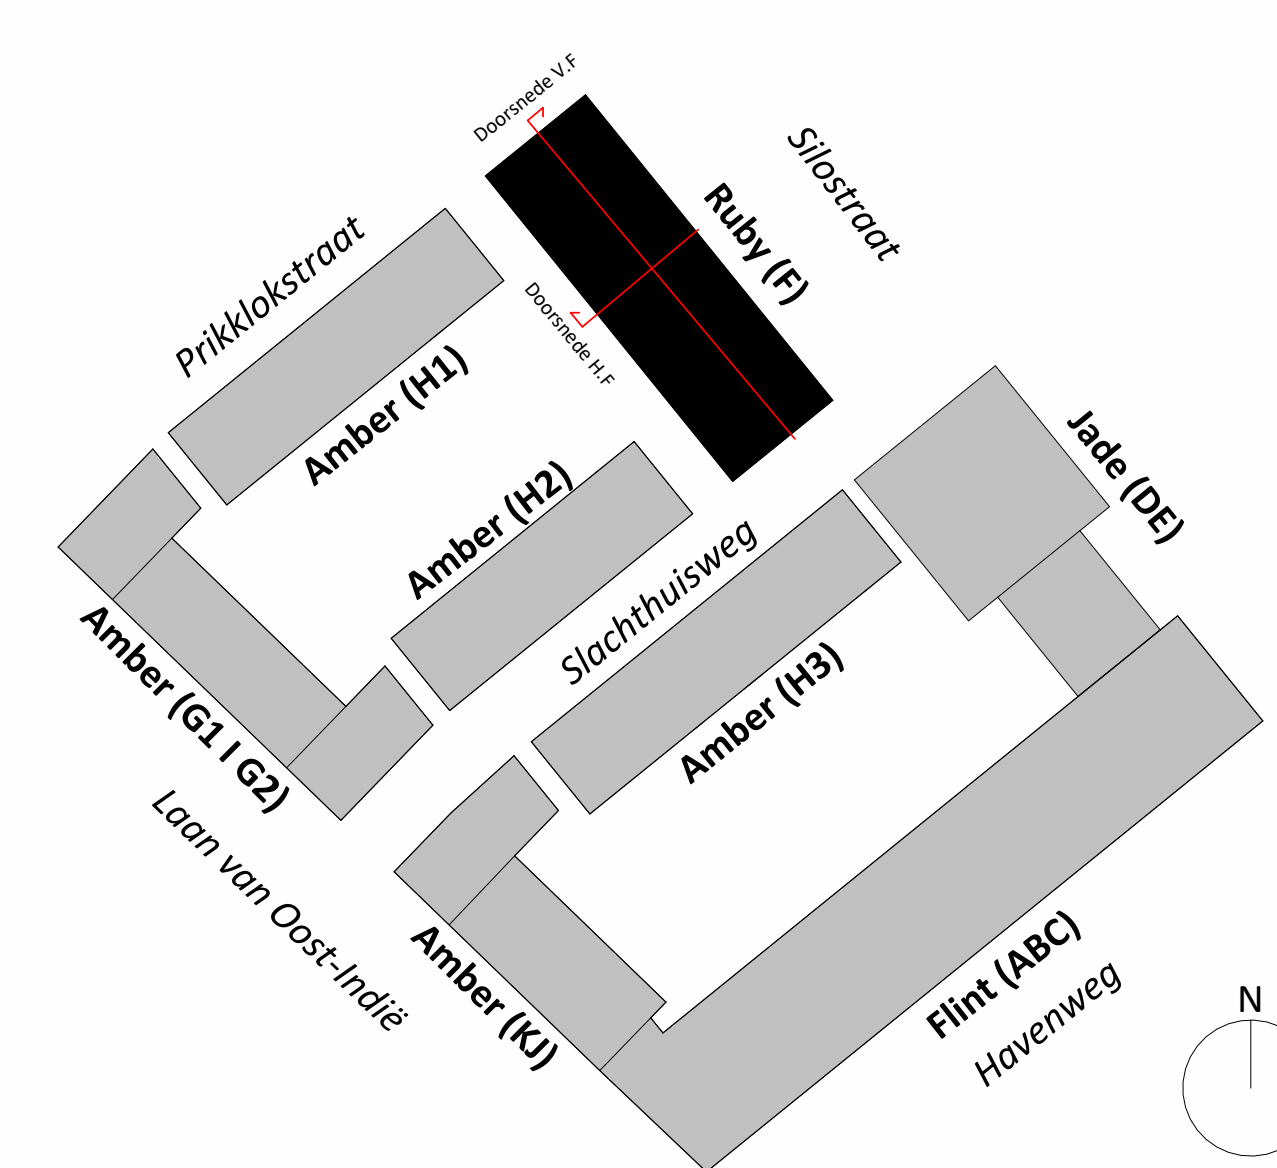 Doorsnede V.F
Silostraat
Ruby (F)
Prikklokstraat
Doorsnede H.F
Amber (H1)
Jade (DE)
Amber (H2)
Slachthuisweg
Amber (G1 I G2)
Amber (H3)
Laan van Oost-Indië
Amber (KJ)
Flint (ABC)
Havenweg
N